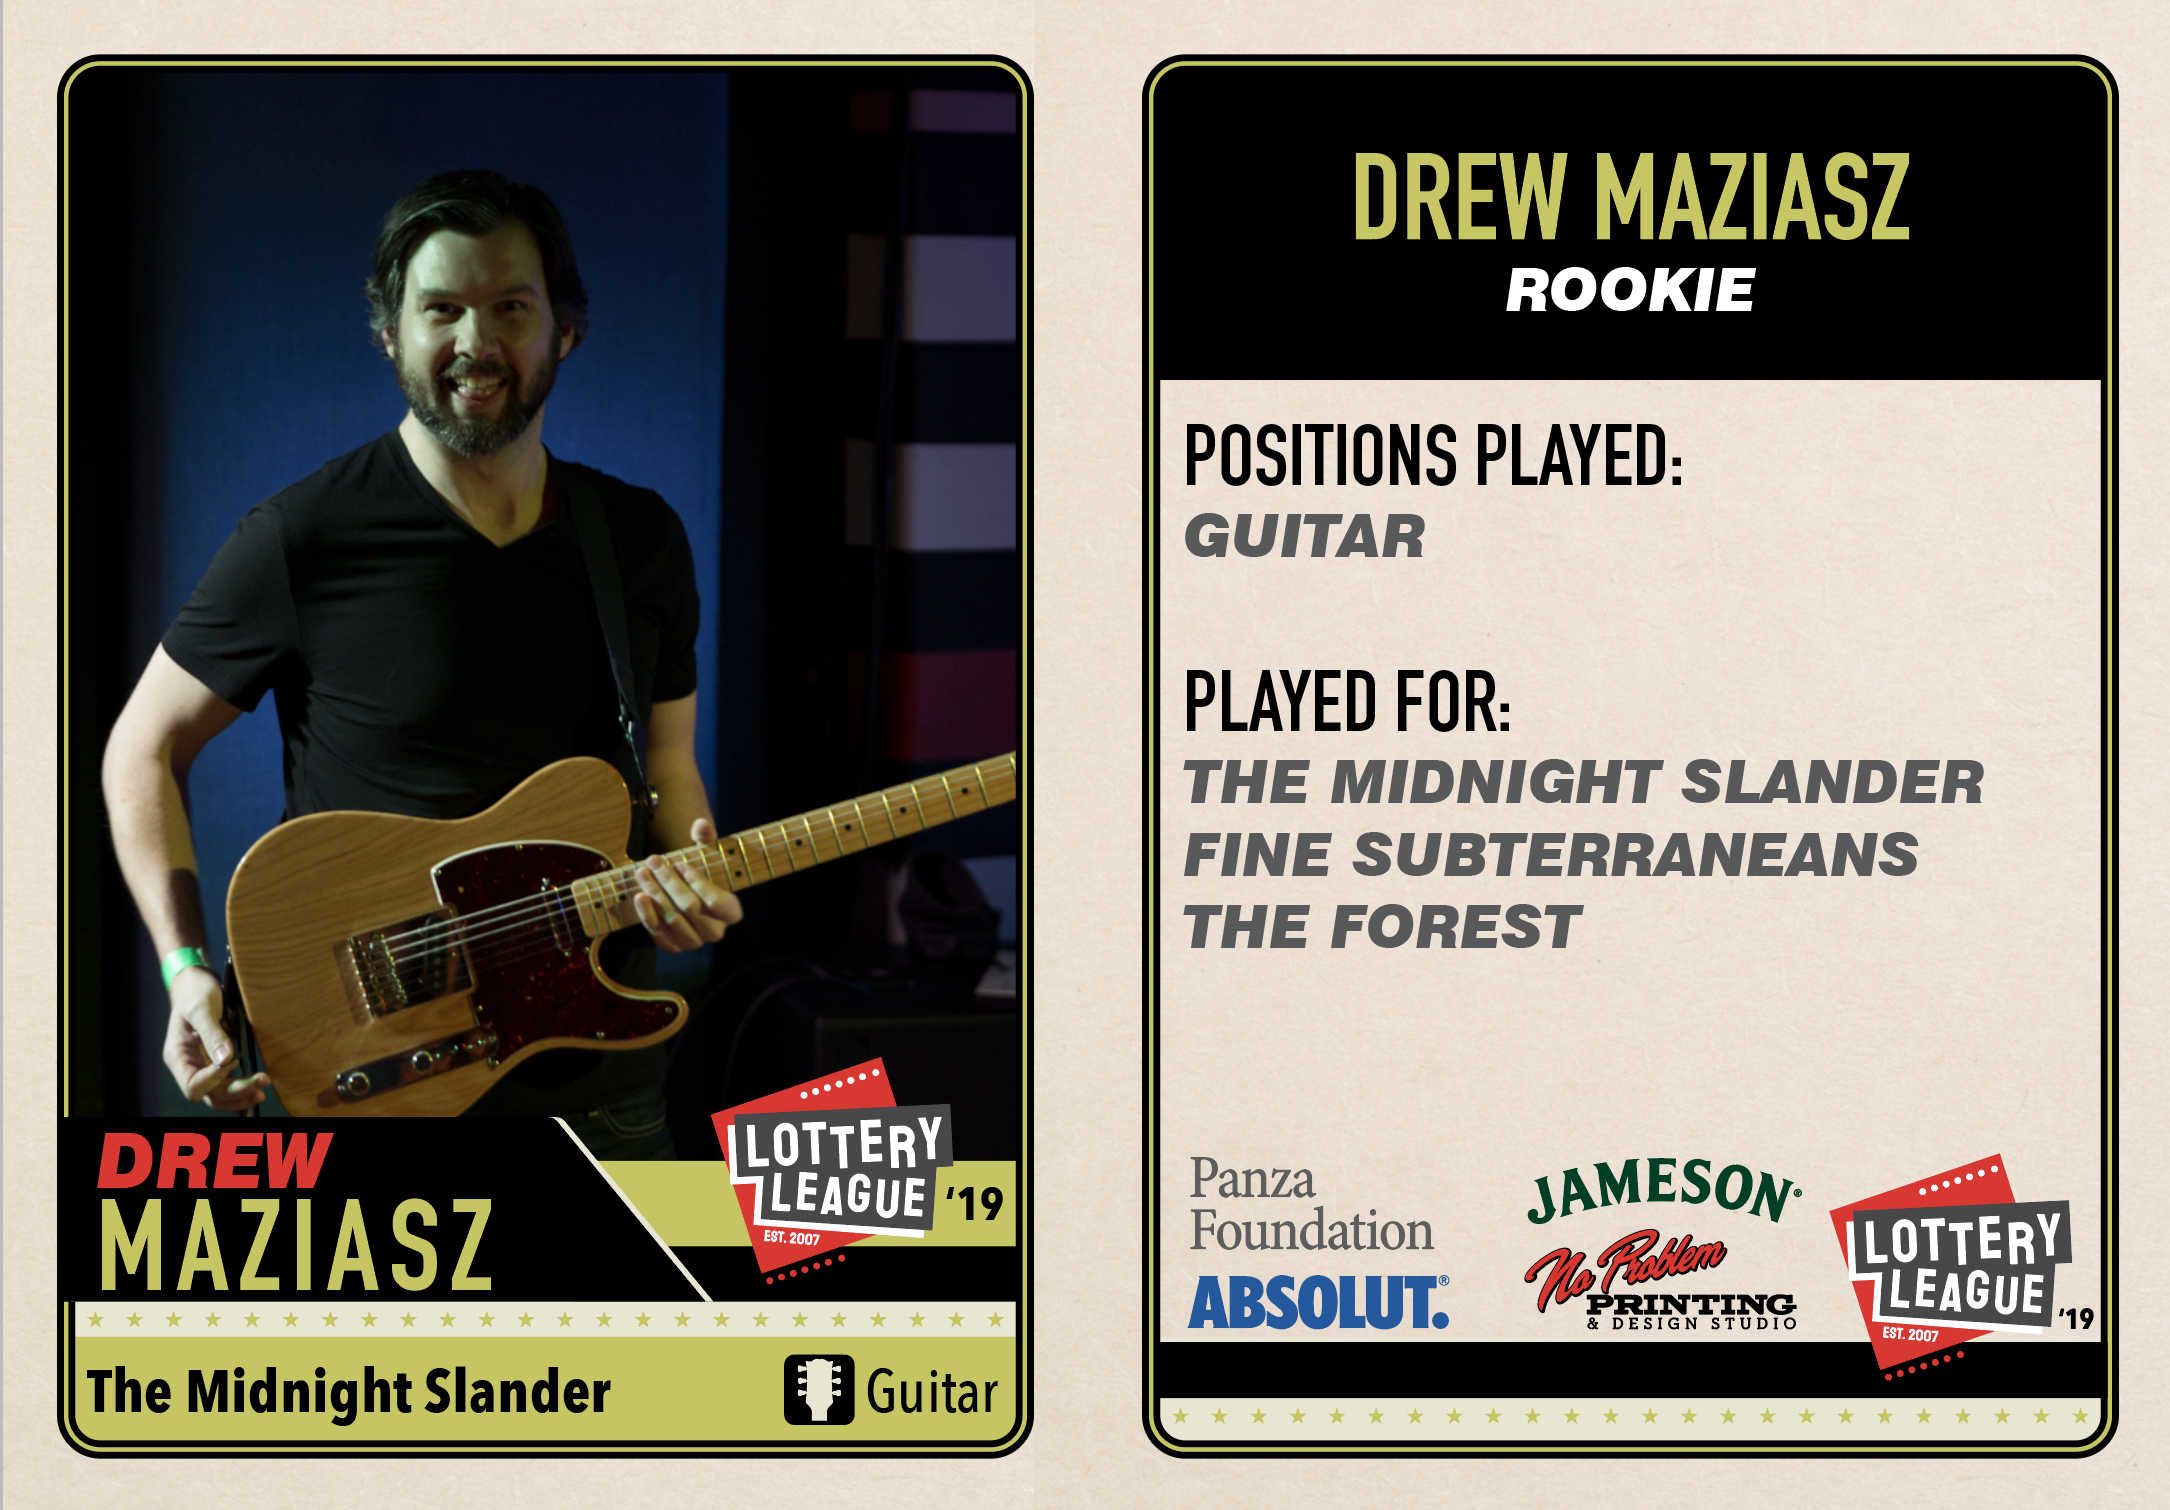 DREW
MAZIASZ
LOTTERY
LEAGUE
EST. 2007
'19
The Midnight Slander
Guitar
DREW MAZIASZ
ROOKIE
POSITIONS PLAYED:
GUITAR
PLAYED FOR:
THE MIDNIGHT SLANDER
FINE SUBTERRANEANS
THE FOREST
Panza
Foundation
ABSOLUT.®
JAMESON®
No Problem
PRINTING
& DESIGN STUDIO
LOTTERY
LEAGUE
EST. 2007
'19